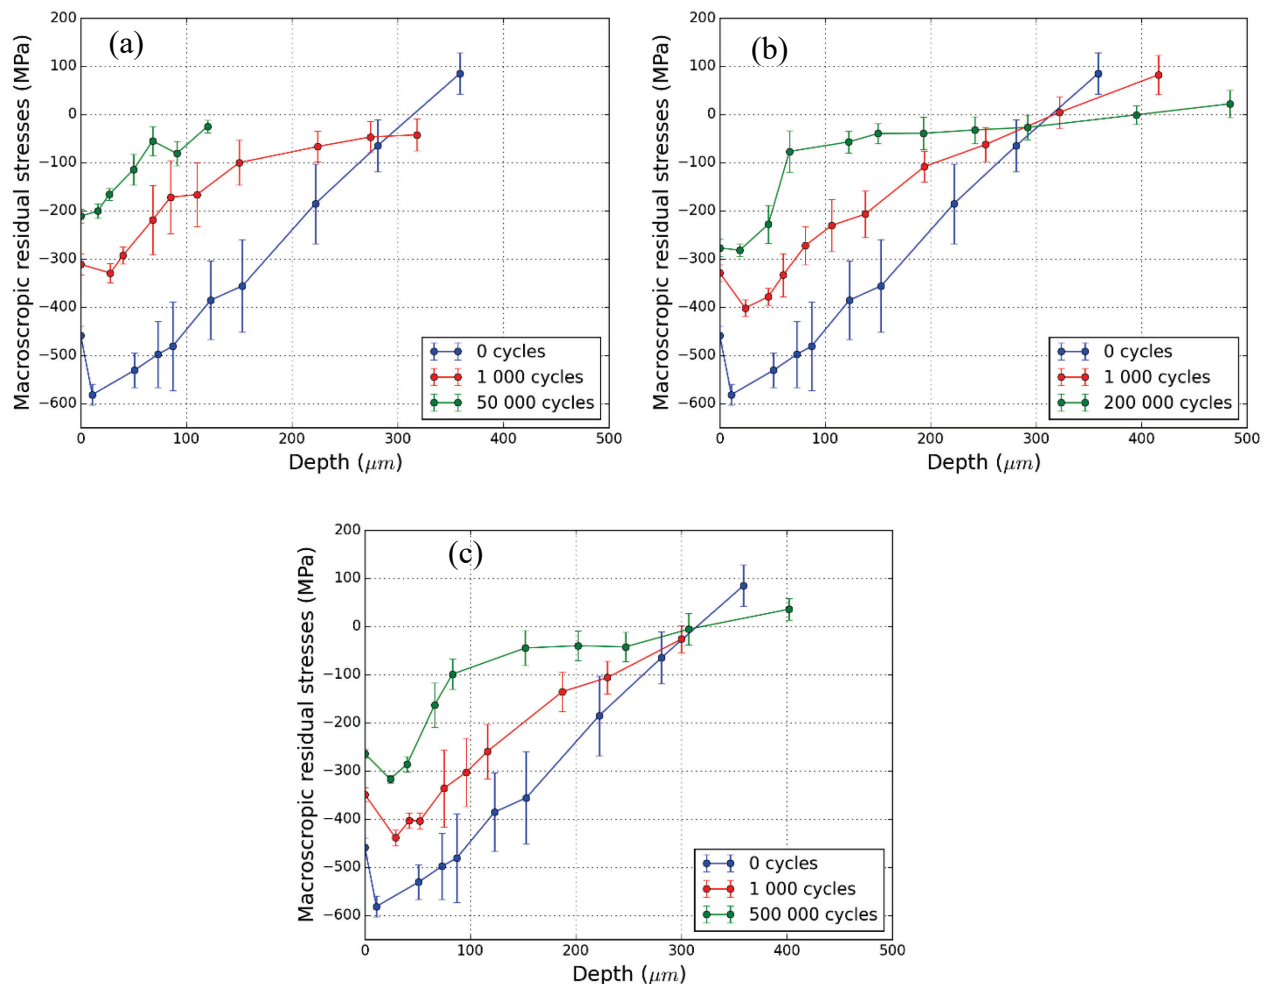 (a)
Macroscropic residual stresses (MPa)
200
100
0
−100
−200
−300
−400
−500
−600
0 100 200 300 400 500
Depth (μm)
0 cycles
1 000 cycles
50 000 cycles
(b)
Macroscropic residual stresses (MPa)
200
100
0
−100
−200
−300
−400
−500
−600
0 100 200 300 400 500
Depth (μm)
0 cycles
1 000 cycles
200 000 cycles
(c)
Macroscropic residual stresses (MPa)
200
100
0
−100
−200
−300
−400
−500
−600
0 100 200 300 400 500
Depth (μm)
0 cycles
1 000 cycles
500 000 cycles